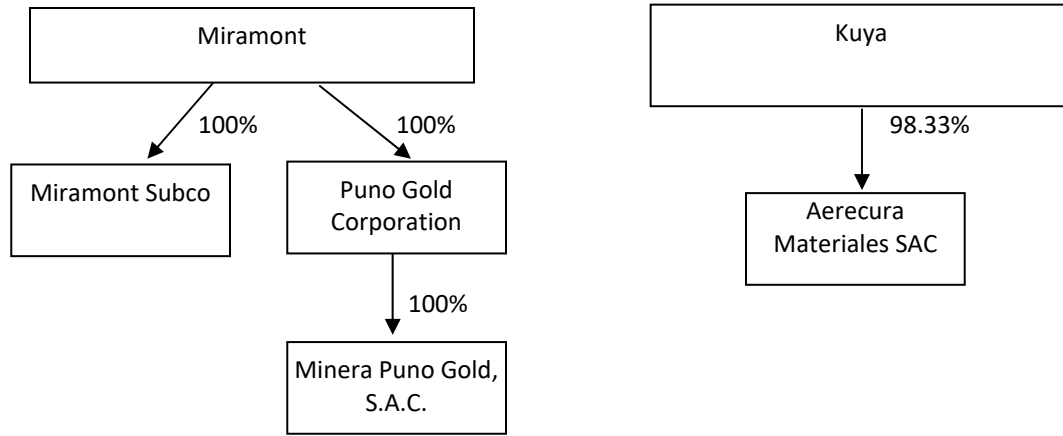 Miramont
Kuya
100%
100%
98.33%
Miramont Subco
Puno Gold
Corporation
Aerecura
Materiales SAC
100%
Minera Puno Gold,
S.A.C.